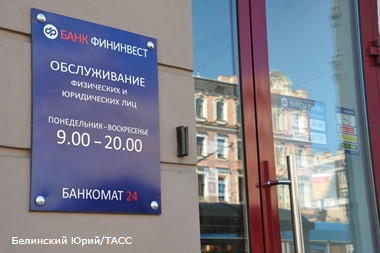 БАНК ФИНИНВЕСТ
ОБСЛУЖИВАНИЕ
ФИЗИЧЕСКИХ И
ЮРИДИЧЕСКИХ ЛИЦ
ПОНЕДЕЛЬНИК – ВОСКРЕСЕНЬЕ
9.00 – 20.00
БАНКОМАТ 24
Белинский Юрий/ТАСС